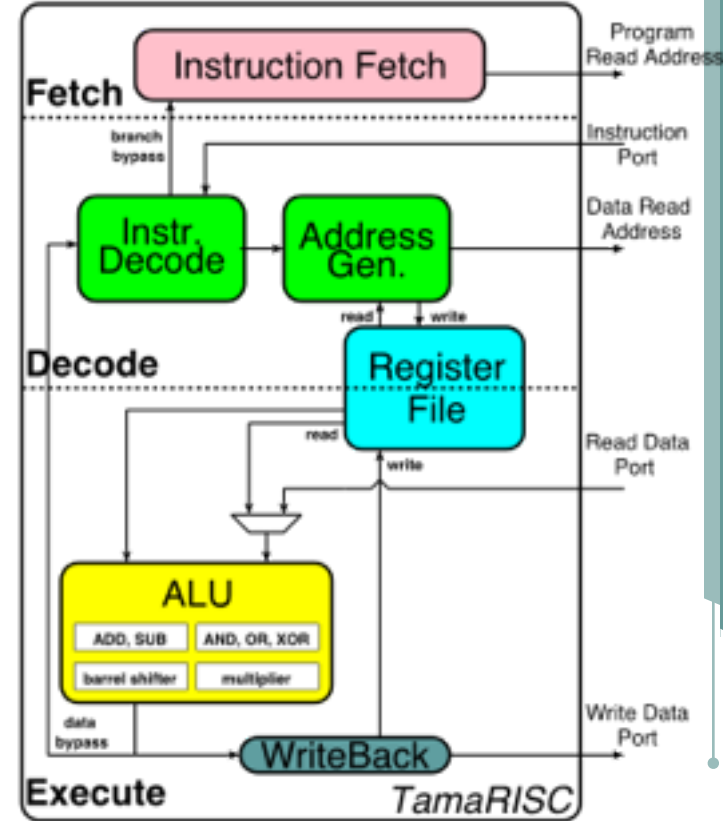 Program
Read Address
Instruction Fetch
Fetch
branch
bypass
Instruction
Port
Instr.
Decode
Address
Gen.
Data Read
Address
read
write
Decode
Register
File
read
write
Read Data
Port
ALU
ADD, SUB
AND, OR, XOR
barrel shifter
multiplier
data
bypass
WriteBack
Write Data
Port
Execute
TamaRISC